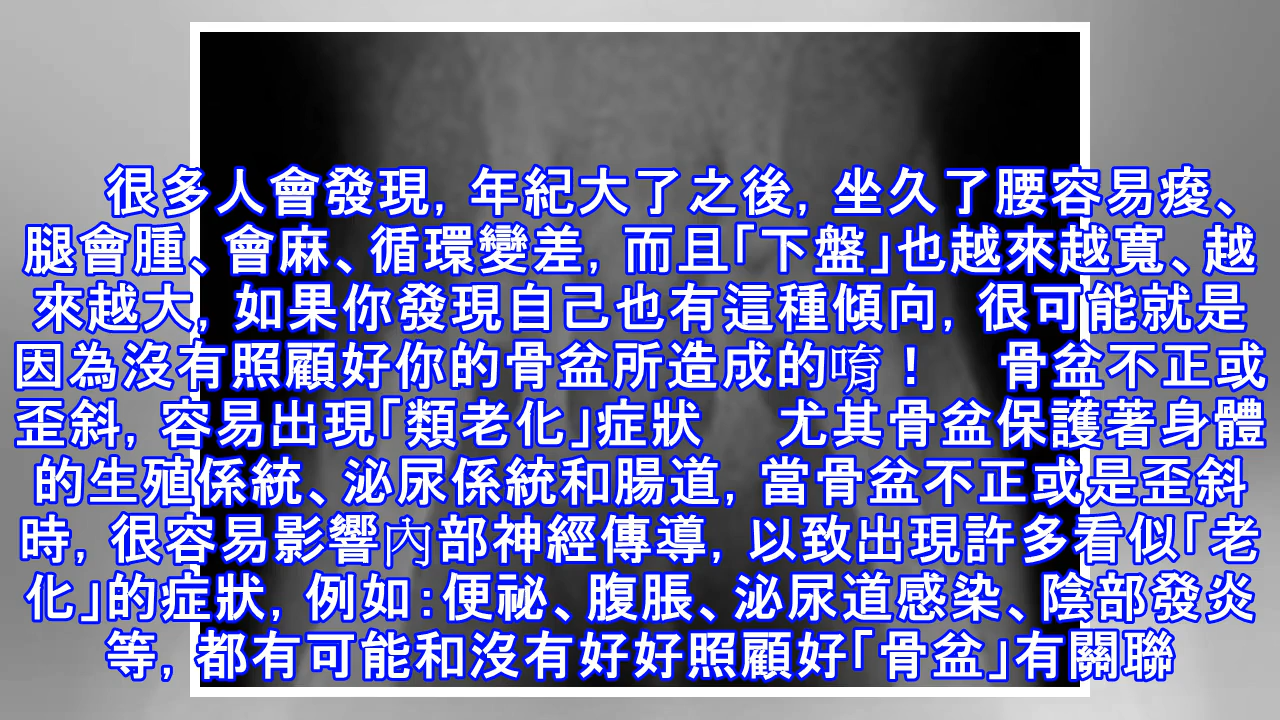 很多人會發現,年紀大了之後,坐久了腰容易痠、
腿會腫、會麻、循環變差,而且「下盤」也越來越寬、越
來越大,如果你發現自己也有這種傾向,很可能就是
因為沒有照顧好你的骨盆所造成的唷! 骨盆不正或
歪斜,容易出現「類老化」症狀 尤其骨盆保護著身體
的生殖係統、泌尿係統和腸道,當骨盆不正或是歪斜
時,很容易影響內部神經傳導,以致出現許多看似「老
化」的症狀,例如:便祕、腹脹、泌尿道感染、陰部發炎
等,都有可能和沒有好好照顧好「骨盆」有關聯